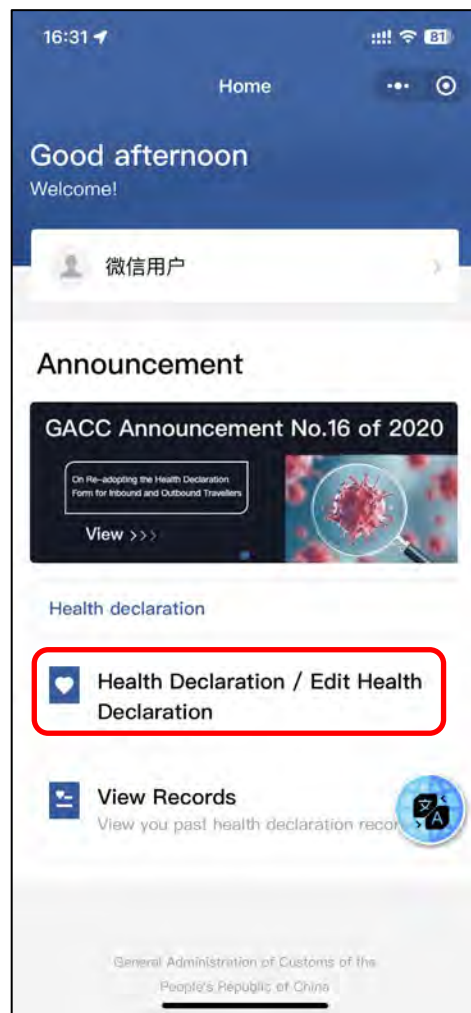 16:31
81
Home
Good afternoon
Welcome!
微信用户
Announcement
GACC Announcement No.16 of 2020
On Re-adopting the Health Declaration
Form for Inbound and Outbound Travellers
View >>>
Health declaration
Health Declaration / Edit Health
Declaration
View Records
View you past health declaration recor
文
A
General Administration of Customs of the
People's Republic of China